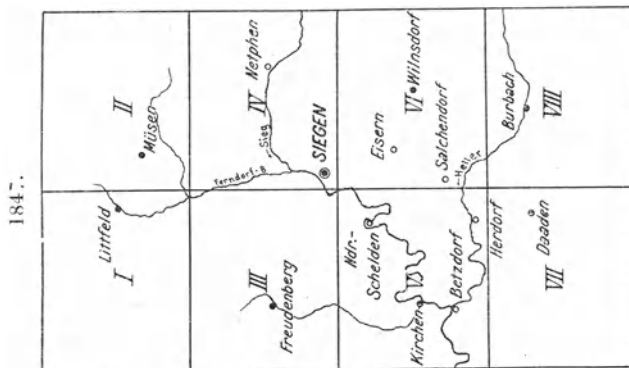 1847.
Littfeld
I
II
Müsen
Netphen
IV
III
Sieg
Ferndorf-B
Freudenberg
SIEGEN
Ndr.-
Schelden
Eisern
V
VI
Wilnsdorf
Kirchen
Salchendorf
Betzdorf
Heller
Herdorf
Burbach
Daaden
VII
VIII